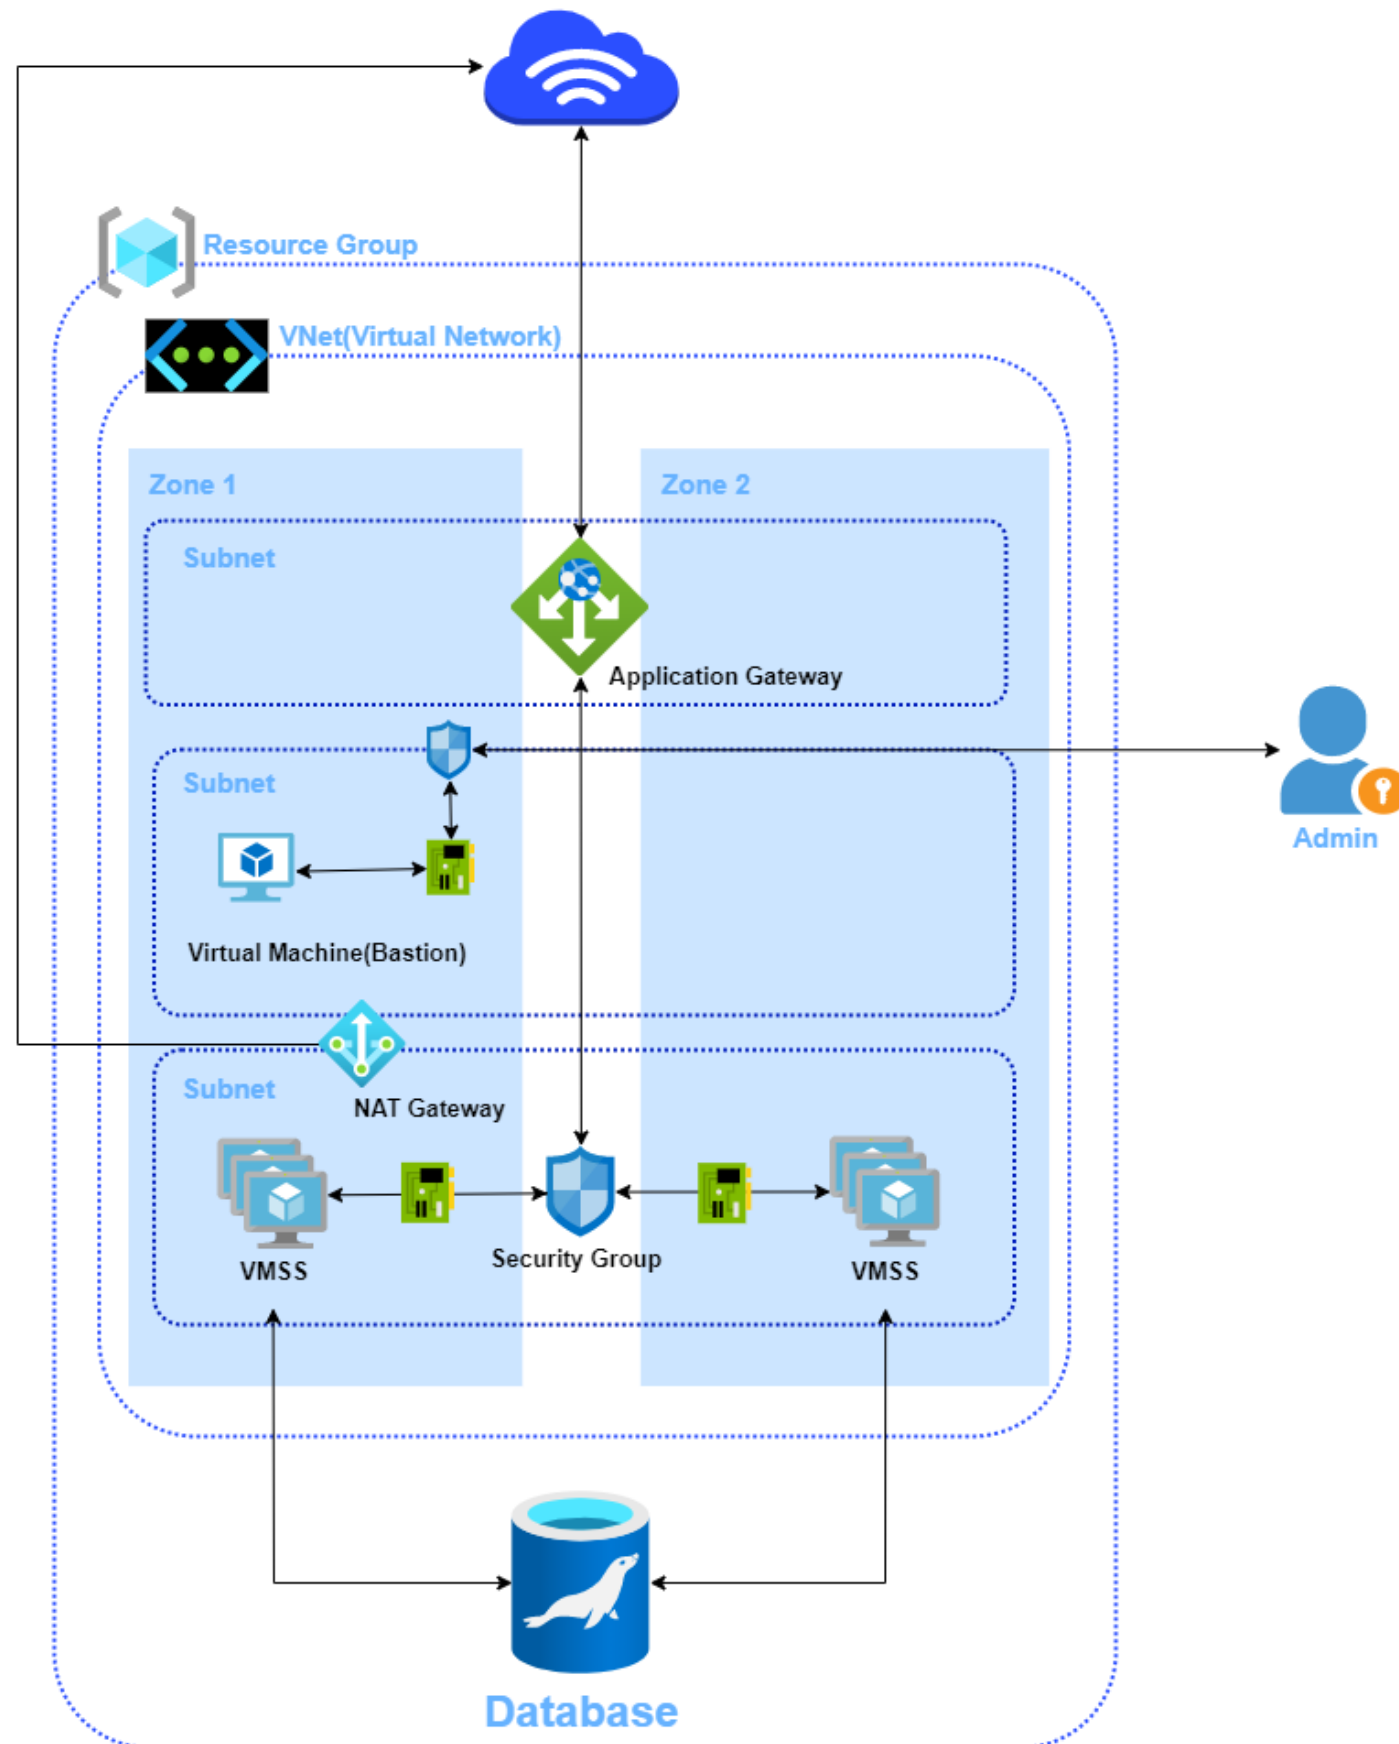 Resource Group
VNet(Virtual Network)
Zone 1
Zone 2
Subnet
Application Gateway
Subnet
Admin
Virtual Machine(Bastion)
Subnet
NAT Gateway
Security Group
VMSS
VMSS
Database